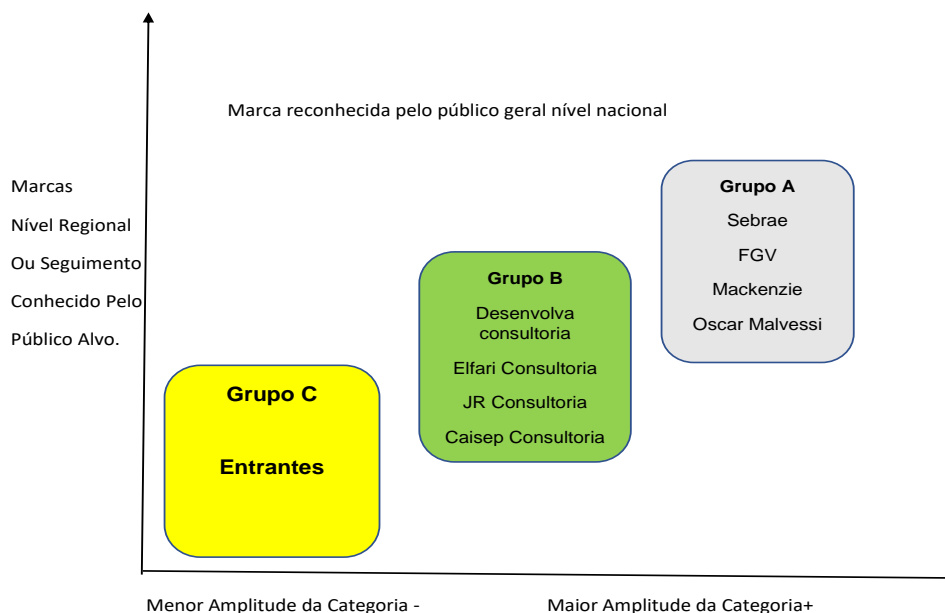 Marca reconhecida pelo público geral nível nacional
Marcas
Nível Regional
Ou Seguimento
Conhecido Pelo
Público Alvo.
Grupo A
Sebrae
FGV
Mackenzie
Oscar Malvessi
Grupo B
Desenvolva
consultoria
Elfari Consultoria
JR Consultoria
Caisep Consultoria
Grupo C
Entrantes
Menor Amplitude da Categoria -
Maior Amplitude da Categoria+